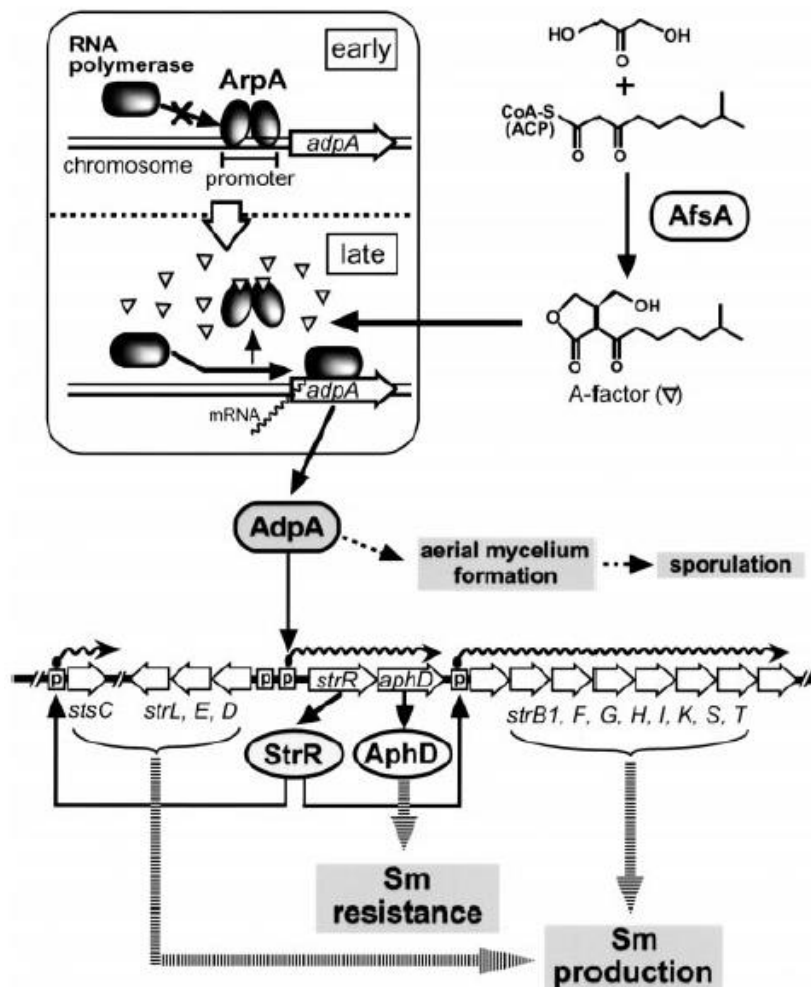 RNA
polymerase
ArpA
early
adpA
chromosome
promoter
late
adpA
mRNA
HO
OH
O
+
CoA-S
(ACP)
O
O
AfsA
OH
O
O
O
A-factor (▽)
AdpA
aerial mycelium
formation
sporulation
p
p
p
strR
aphD
p
stsC
strL, E, D
strB1, F, G, H, I, K, S, T
StrR
AphD
Sm
resistance
Sm
production